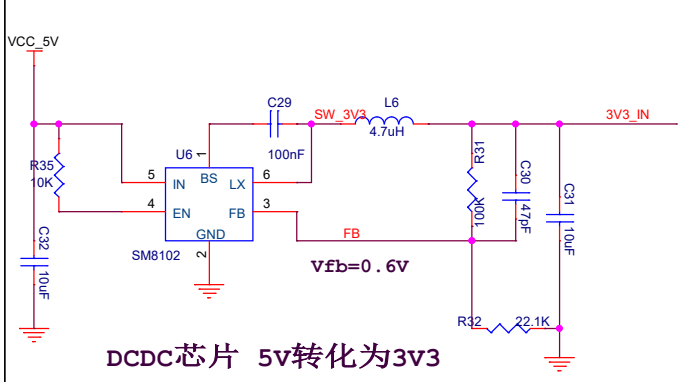 VCC_5V
C29
SW_3V3
L6
4.7uH
3V3_IN
100nF
R35
10K
U6
1
BS
5
IN
LX
6
4
EN
FB
3
GND
2
SM8102
FB
Vfb=0.6V
R31
100K
C30
47pF
C31
10uF
C32
10uF
R32
22.1K
DCDC芯片 5V转化为3V3